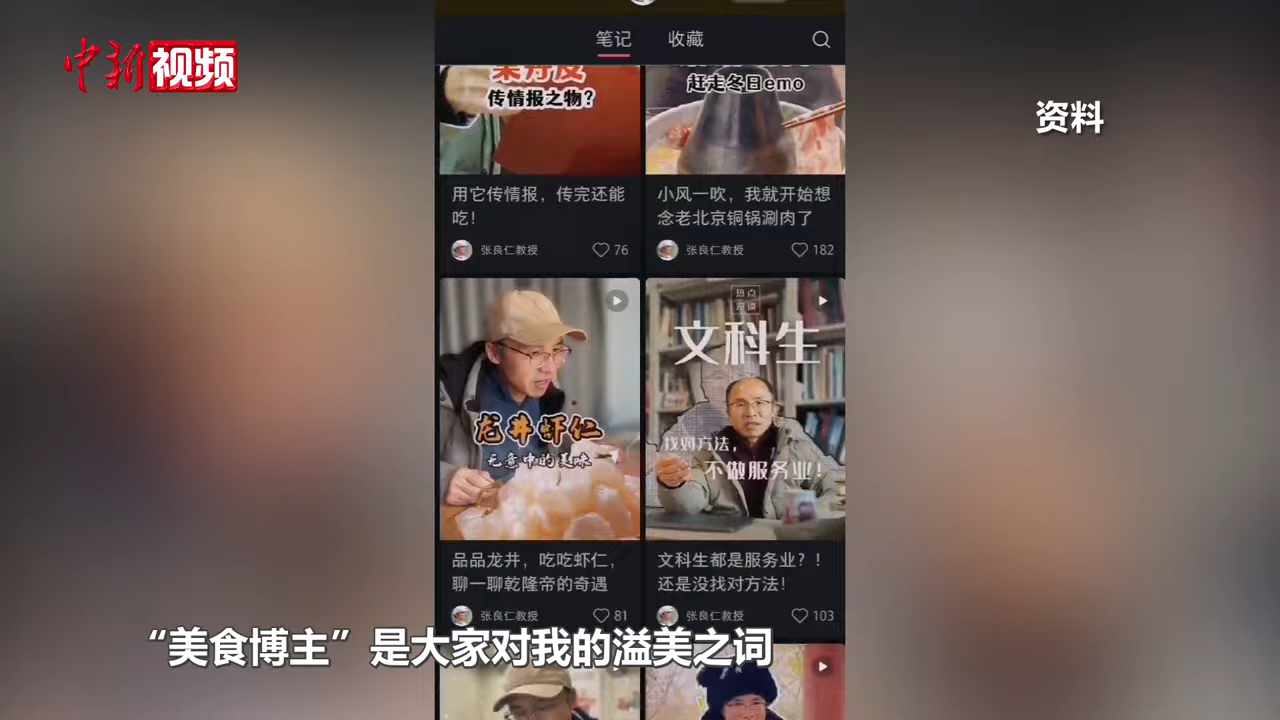 中新视频
资料
笔记
收藏
传情报之物?
赶走冬日emo
用它传情报，传完还能
吃！
张良仁教授
76
小风一吹，我就开始想
念老北京铜锅涮肉了
张良仁教授
182
龙井虾仁
无意中的美味
热点
漫谈
文科生
找对方法，
不做服务业！
品品龙井，吃吃虾仁，
聊一聊乾隆帝的奇遇
张良仁教授
81
文科生都是服务业？！
还是没找对方法！
张良仁教授
103
“美食博主”是大家对我的溢美之词